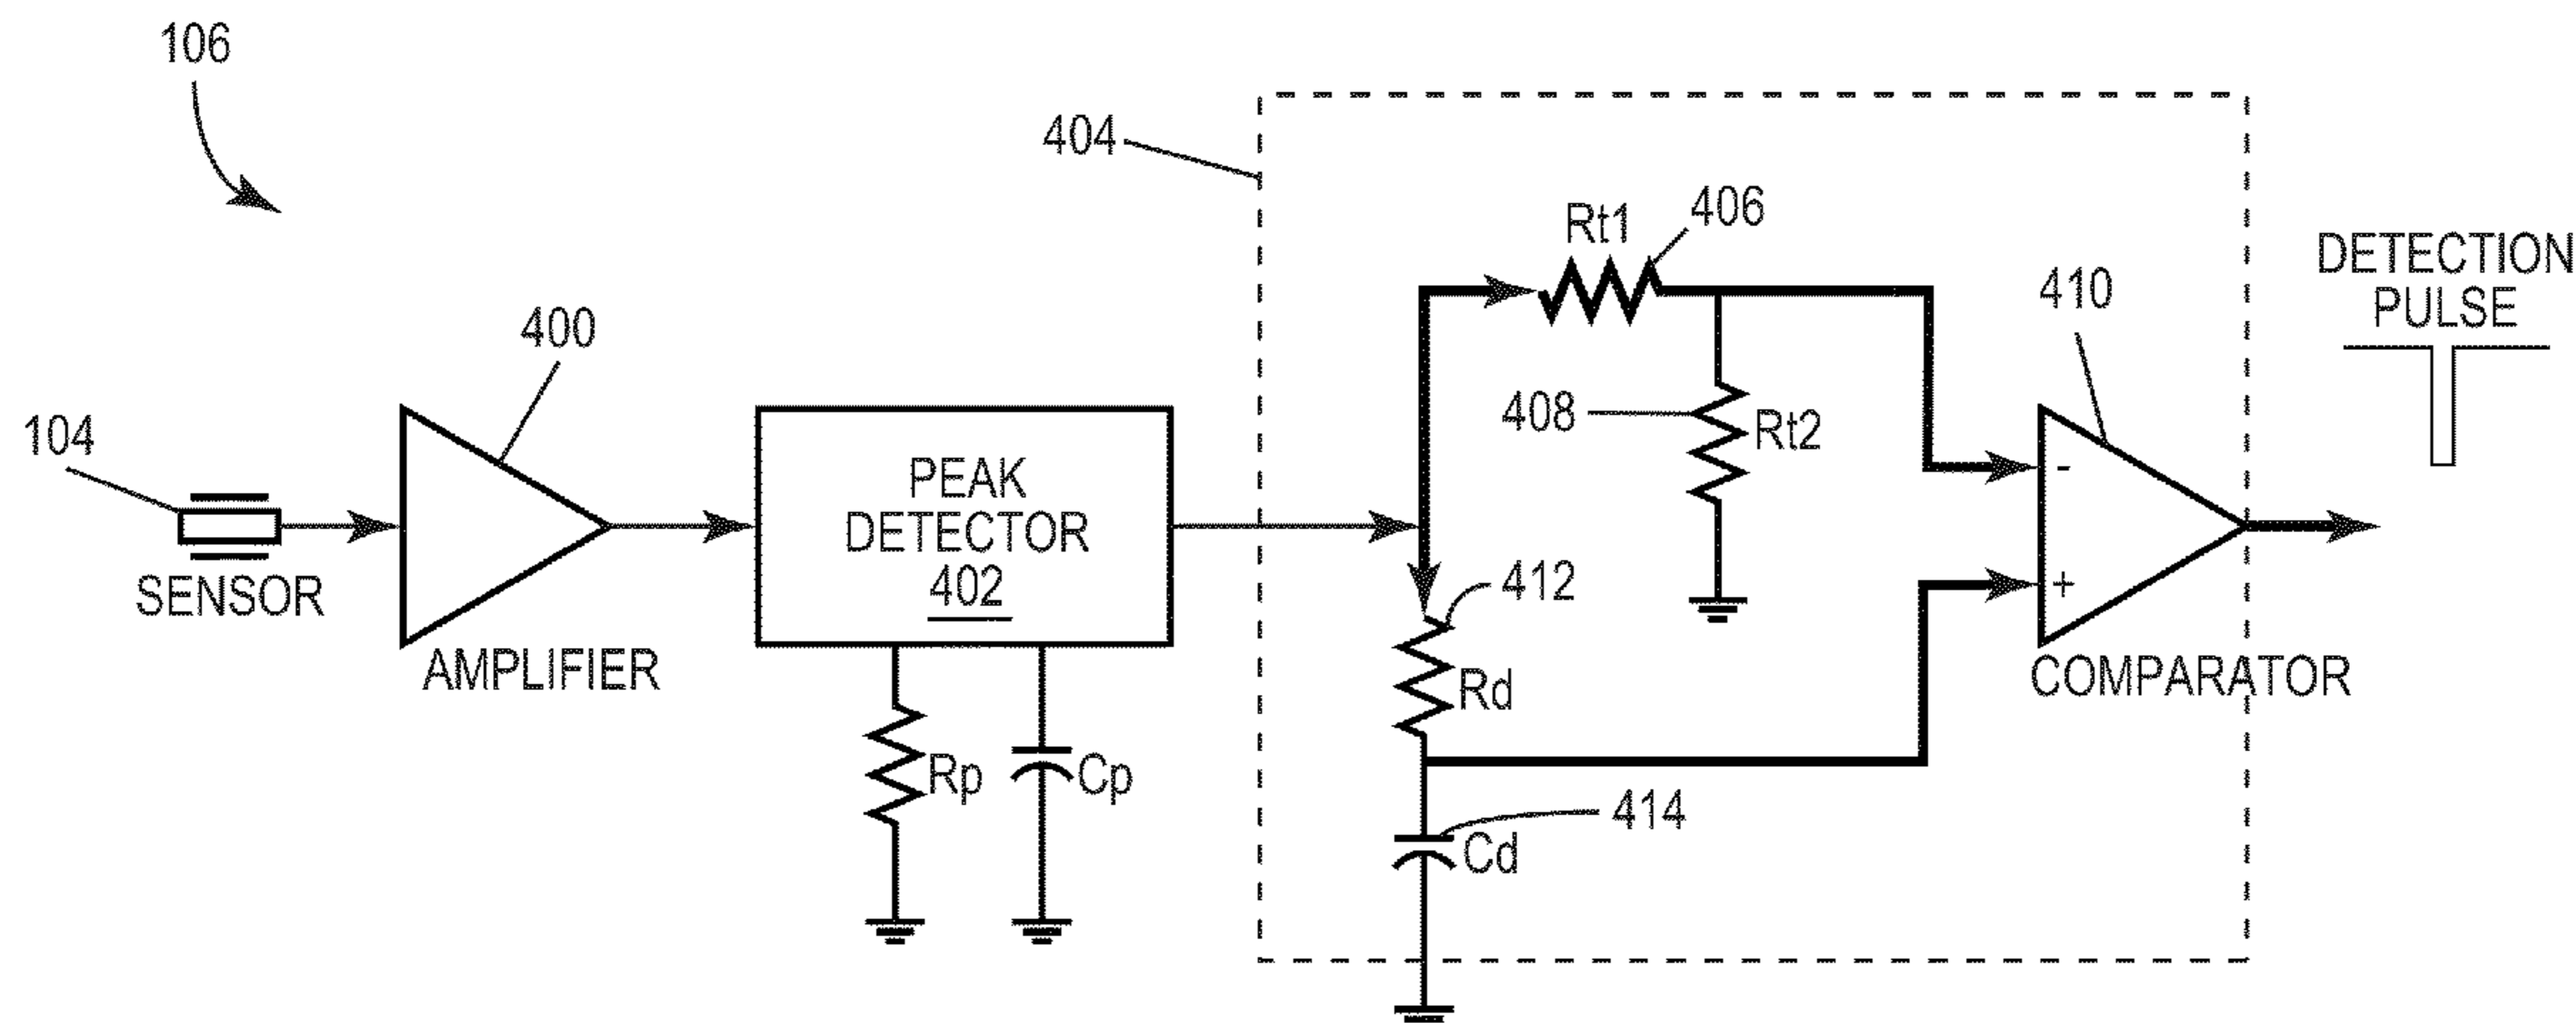 106
404
Rt1
406
DETECTION
PULSE
410
400
408
Rt2
104
-
PEAK
DETECTOR
402
412
+
SENSOR
AMPLIFIER
Rd
COMPARATOR
Rp
Cp
414
Cd